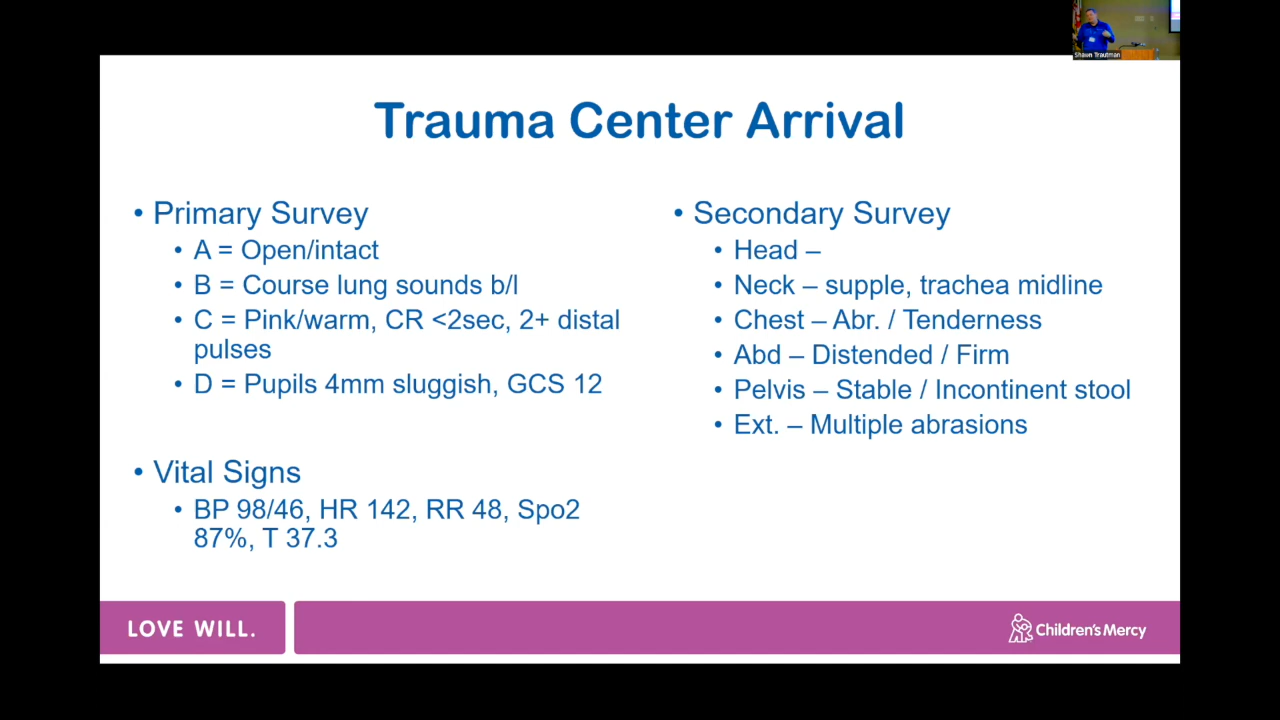 Shawn Trautman
Trauma Center Arrival
• Primary Survey
• A = Open/intact
• B = Course lung sounds b/l
• C = Pink/warm, CR <2sec, 2+ distal
pulses
• D = Pupils 4mm sluggish, GCS 12
• Vital Signs
• BP 98/46, HR 142, RR 48, Spo2
87%, T 37.3
• Secondary Survey
• Head –
• Neck – supple, trachea midline
• Chest – Abr. / Tenderness
• Abd – Distended / Firm
• Pelvis – Stable / Incontinent stool
• Ext. – Multiple abrasions
LOVE WILL.
Children's Mercy